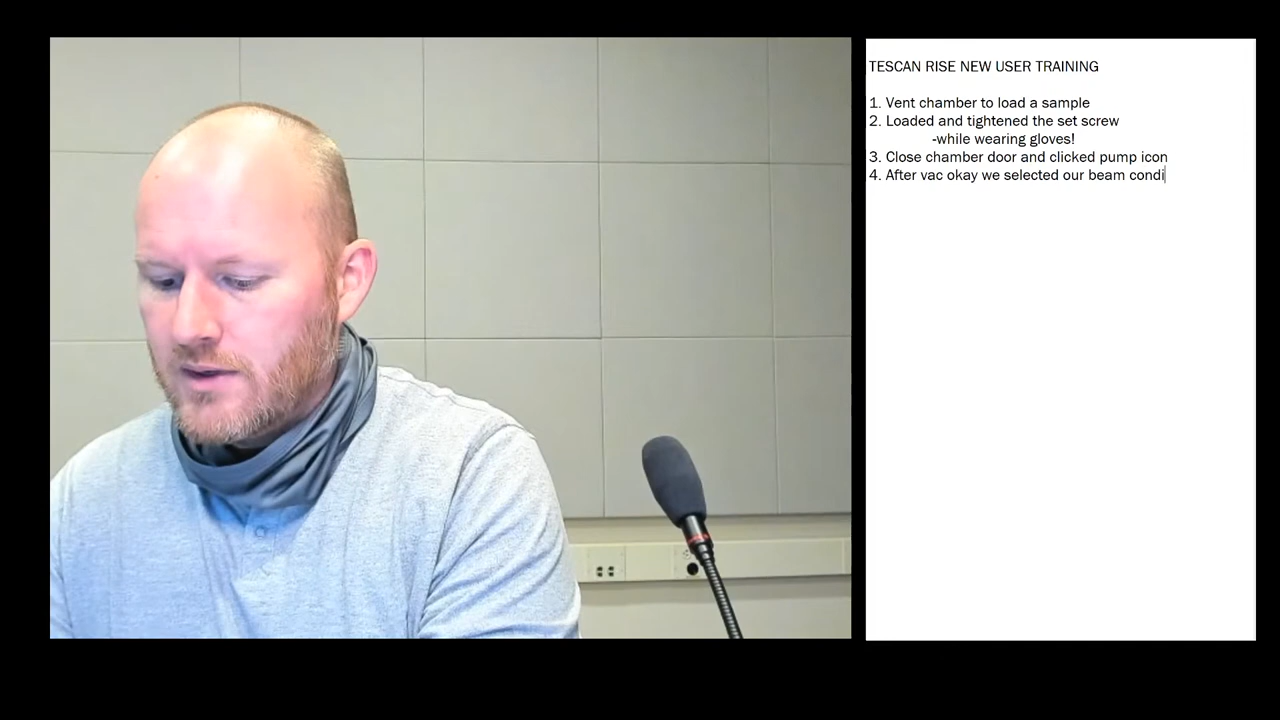 TESCAN RISE NEW USER TRAINING
1. Vent chamber to load a sample
2. Loaded and tightened the set screw
-while wearing gloves!
3. Close chamber door and clicked pump icon
4. After vac okay we selected our beam condi